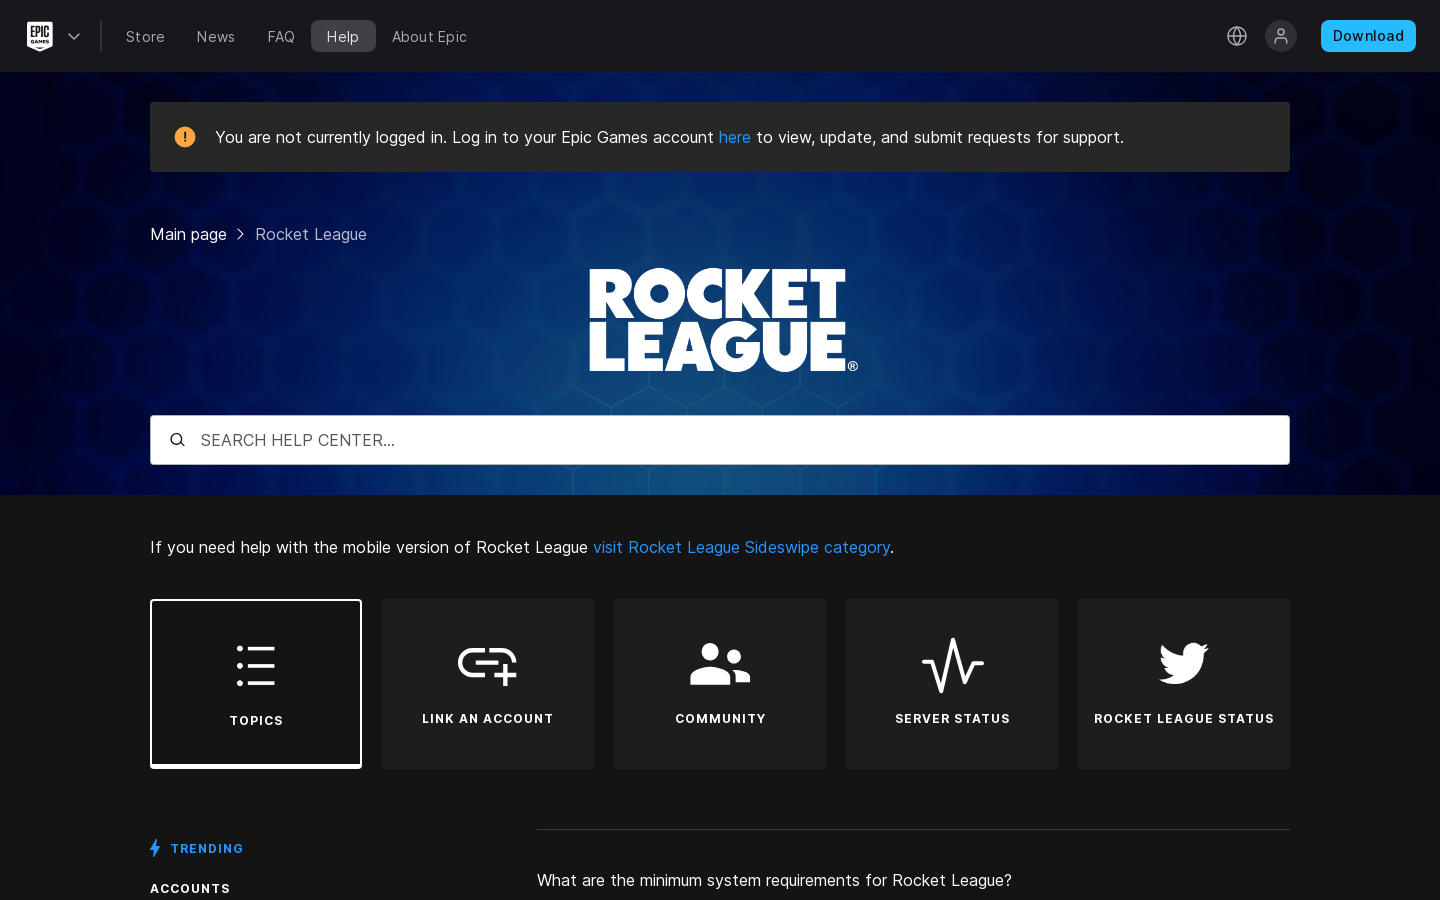 EPIC GAMES
Store
News
FAQ
Help
About Epic
Download
You are not currently logged in. Log in to your Epic Games account here to view, update, and submit requests for support.
Main page
Rocket League
ROCKET
LEAGUE®
SEARCH HELP CENTER...
If you need help with the mobile version of Rocket League visit Rocket League Sideswipe category.
TOPICS
LINK AN ACCOUNT
COMMUNITY
SERVER STATUS
ROCKET LEAGUE STATUS
TRENDING
ACCOUNTS
What are the minimum system requirements for Rocket League?